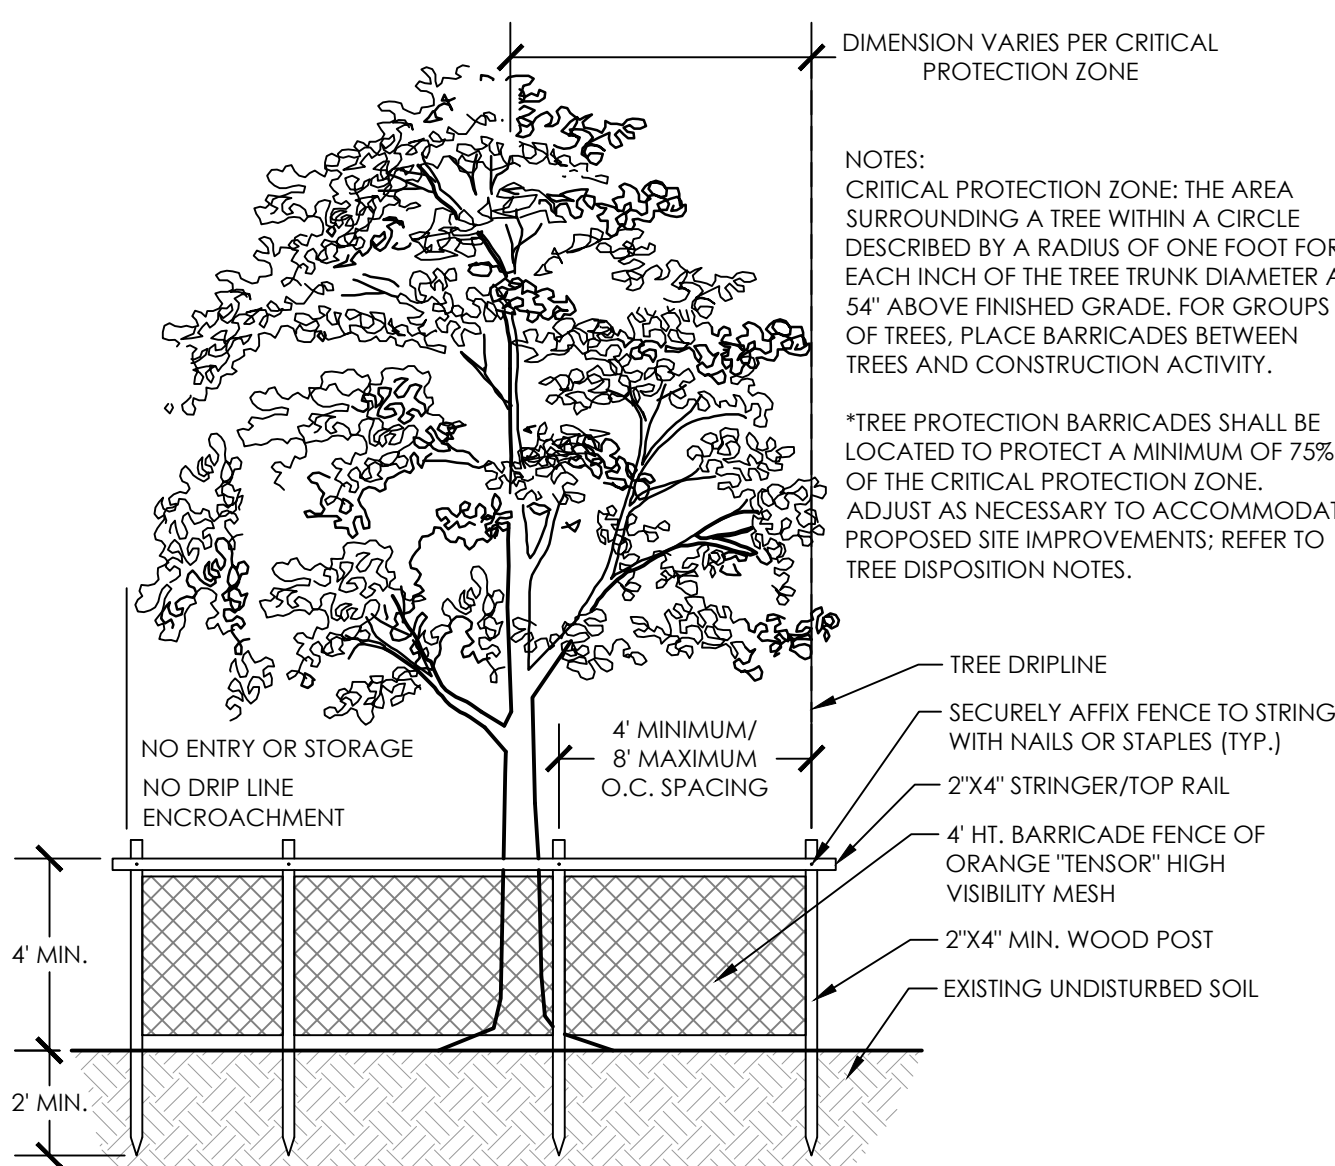 DIMENSION VARIES PER CRITICAL
PROTECTION ZONE
NOTES:
CRITICAL PROTECTION ZONE: THE AREA
SURROUNDING A TREE WITHIN A CIRCLE
DESCRIBED BY A RADIUS OF ONE FOOT FOR
EACH INCH OF THE TREE TRUNK DIAMETER A
54" ABOVE FINISHED GRADE. FOR GROUPS
OF TREES, PLACE BARRICADES BETWEEN
TREES AND CONSTRUCTION ACTIVITY.
*TREE PROTECTION BARRICADES SHALL BE
LOCATED TO PROTECT A MINIMUM OF 75%
OF THE CRITICAL PROTECTION ZONE.
ADJUST AS NECESSARY TO ACCOMMODAT
PROPOSED SITE IMPROVEMENTS; REFER TO
TREE DISPOSITION NOTES.
TREE DRIPLINE
SECURELY AFFIX FENCE TO STRING
WITH NAILS OR STAPLES (TYP.)
2"X4" STRINGER/TOP RAIL
4' HT. BARRICADE FENCE OF
ORANGE "TENSOR" HIGH
VISIBILITY MESH
2"X4" MIN. WOOD POST
EXISTING UNDISTURBED SOIL
4' MINIMUM/
8' MAXIMUM
O.C. SPACING
NO ENTRY OR STORAGE
NO DRIP LINE
ENCROACHMENT
4' MIN.
2' MIN.